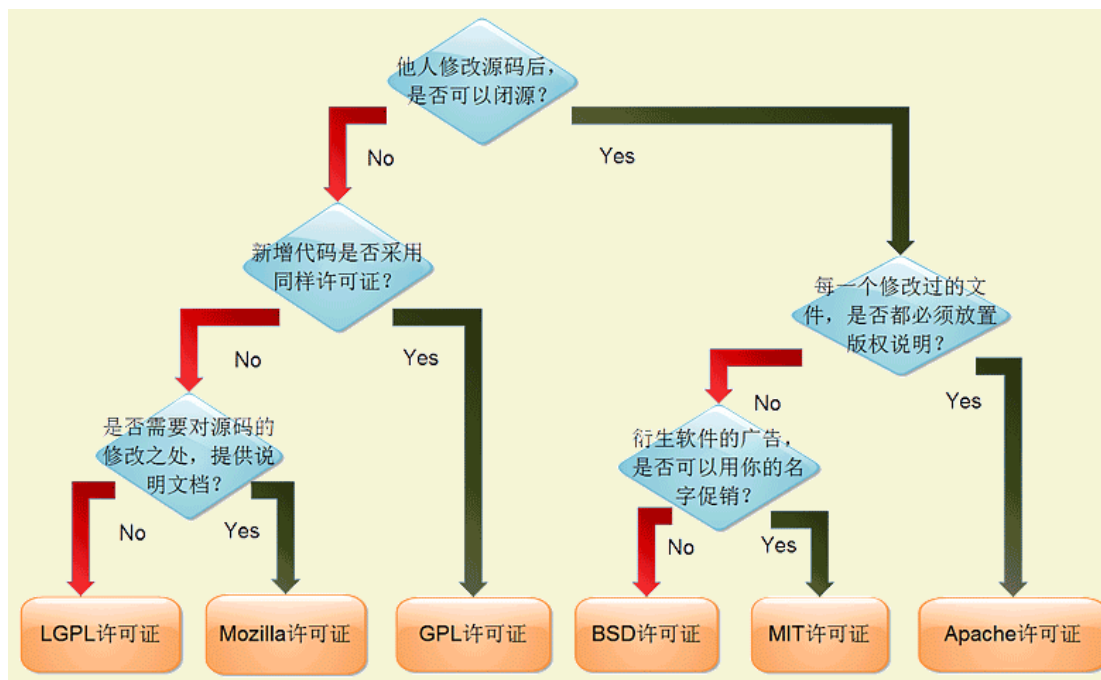 他人修改源码后，
是否可以闭源？
No
Yes
新增代码是否采用
同样许可证？
每一个修改过的文
件，是否都必须放置
版权说明？
No
Yes
No
Yes
是否需要对源码的
修改之处，提供说
明文档？
衍生软件的广告，
是否可以用你的名
字促销？
No
Yes
No
Yes
LGPL许可证
Mozilla许可证
GPL许可证
BSD许可证
MIT许可证
Apache许可证